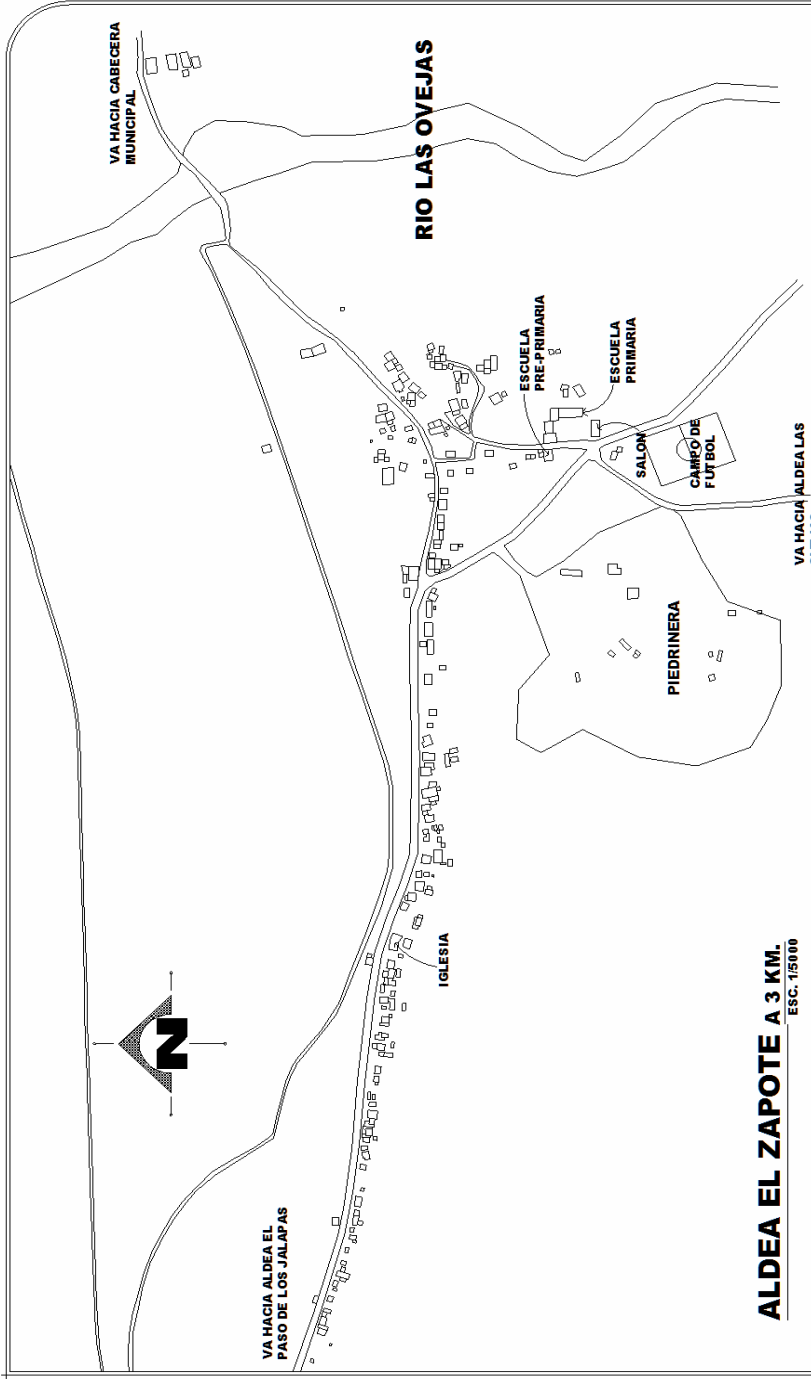 VA HACIA CABECERA
MUNICIPAL
RIO LAS OVEJAS
ESCUELA
PRE-PRIMARIA
ESCUELA
PRIMARIA
SALON
CAMPO DE
FUTBOL
VA HACIA ALDEA LAS
PIEDRINERA
IGLESIA
N
VA HACIA ALDEA EL
PASO DE LOS JALAPAS
ALDEA EL ZAPOTE A 3 KM.
ESC. 1/5000